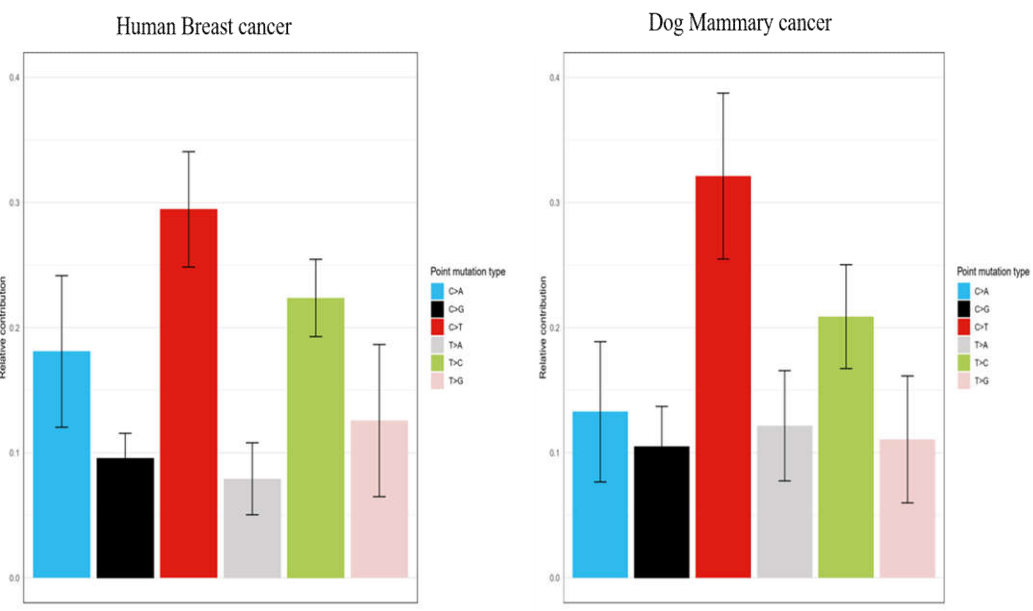 Human Breast cancer
0.4
0.3
0.2
0.1
0.0
Relative contribution
Point mutation type
C>A
C>G
C>T
T>A
T>C
T>G
Dog Mammary cancer
0.4
0.3
0.2
0.1
0.0
Relative contribution
Point mutation type
C>A
C>G
C>T
T>A
T>C
T>G